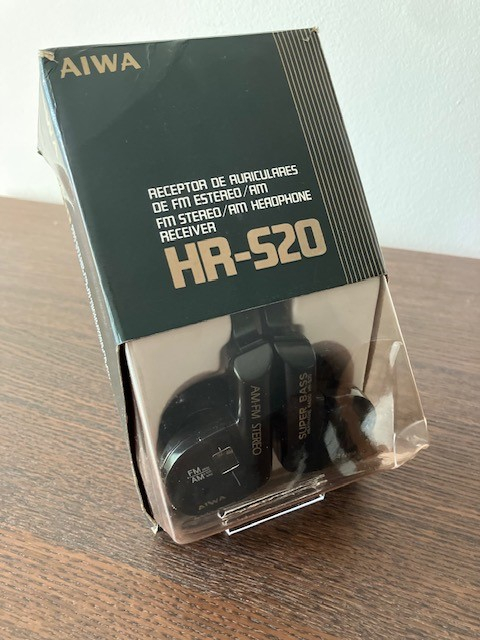 AIWA
RECEPTOR DE AURICULARES
DE FM ESTEREO/AM
FM STEREO/AM HEADPHONE
RECEIVER
HR-S20
AM-FM STEREO
SUPER BASS
FM
AM
AIWA